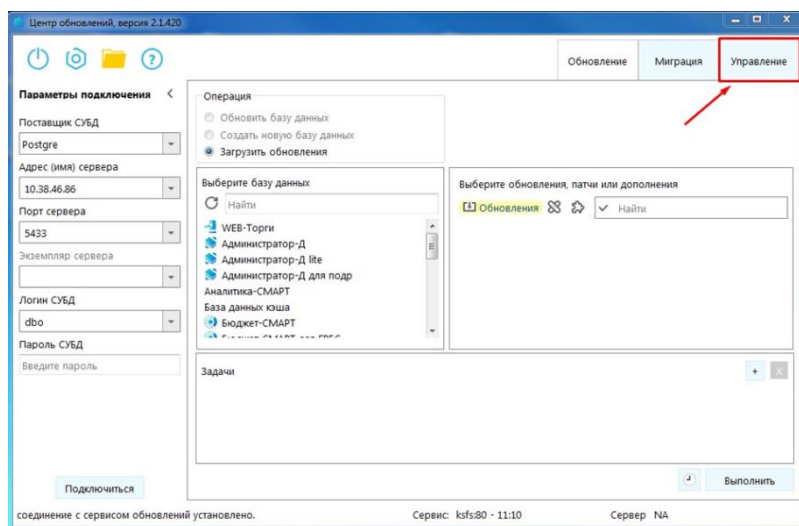 Центр обновлений, версия 2.1.420
Обновление
Миграция
Управление
Параметры подключения
Поставщик СУБД
Postgre
Адрес (имя) сервера
10.38.46.86
Порт сервера
5433
Экземпляр сервера
Логин СУБД
dbo
Пароль СУБД
Введите пароль
Подключиться
Операция
Обновить базу данных
Создать новую базу данных
Загрузить обновления
Выберите базу данных
Найти
WEB-Торги
Администратор-Д
Администратор-Д lite
Администратор-Д для подр
Аналитика-СМАРТ
База данных кэша
Бюджет-СМАРТ
Выберите обновления, патчи или дополнения
Обновления
Найти
Задачи
+
X
Выполнить
соединение с сервисом обновлений установлено.
Сервис: ksfs:80 - 11:10
Сервер NA